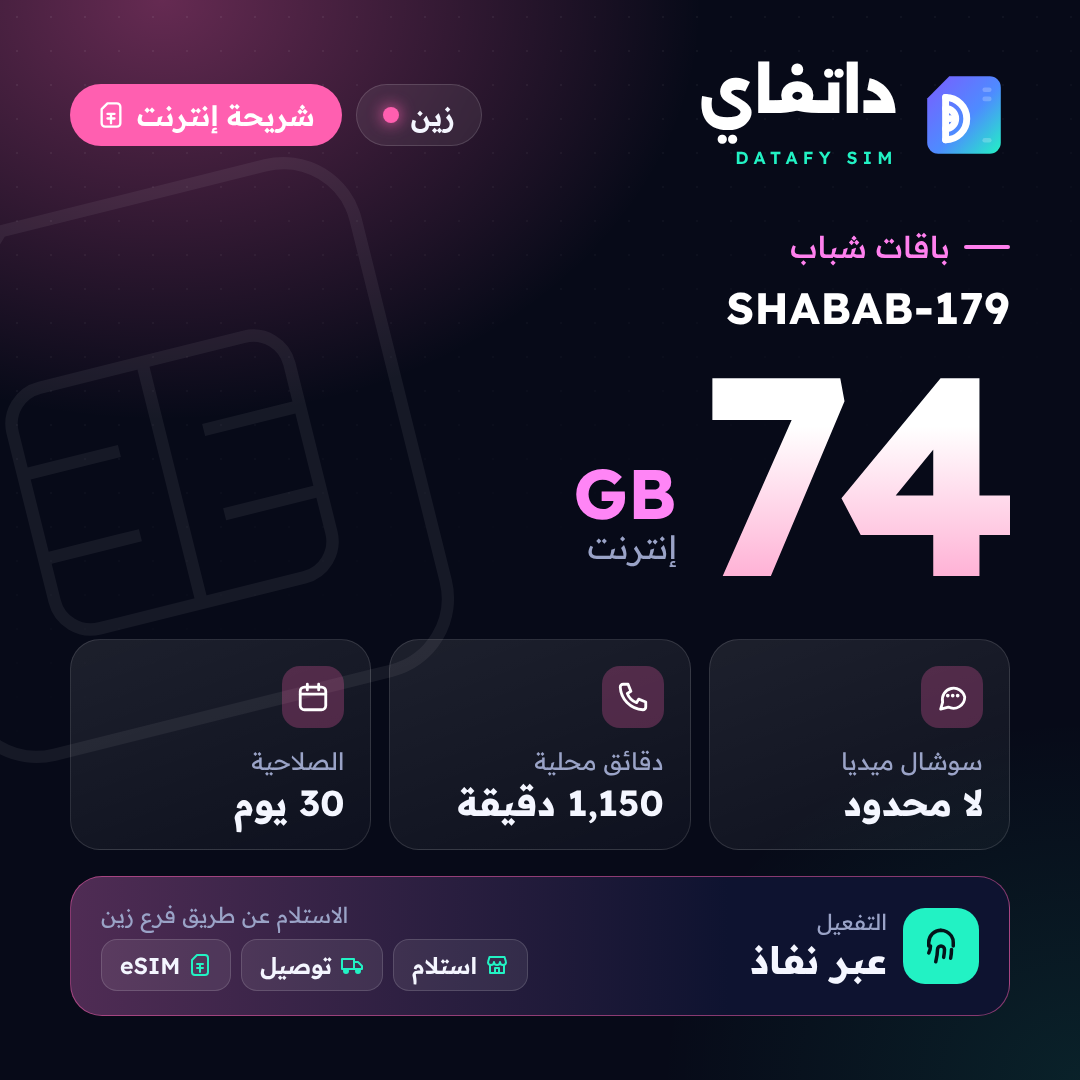 داتفاي
DATAFY SIM
زين
شريحة إنترنت
باقات شباب
SHABAB-179
74
GB
إنترنت
سوشال ميديا
لا محدود
دقائق محلية
1,150 دقيقة
الصلاحية
30 يوم
التفعيل
عبر نفاذ
الاستلام عن طريق فرع زين
استلام
توصيل
eSIM